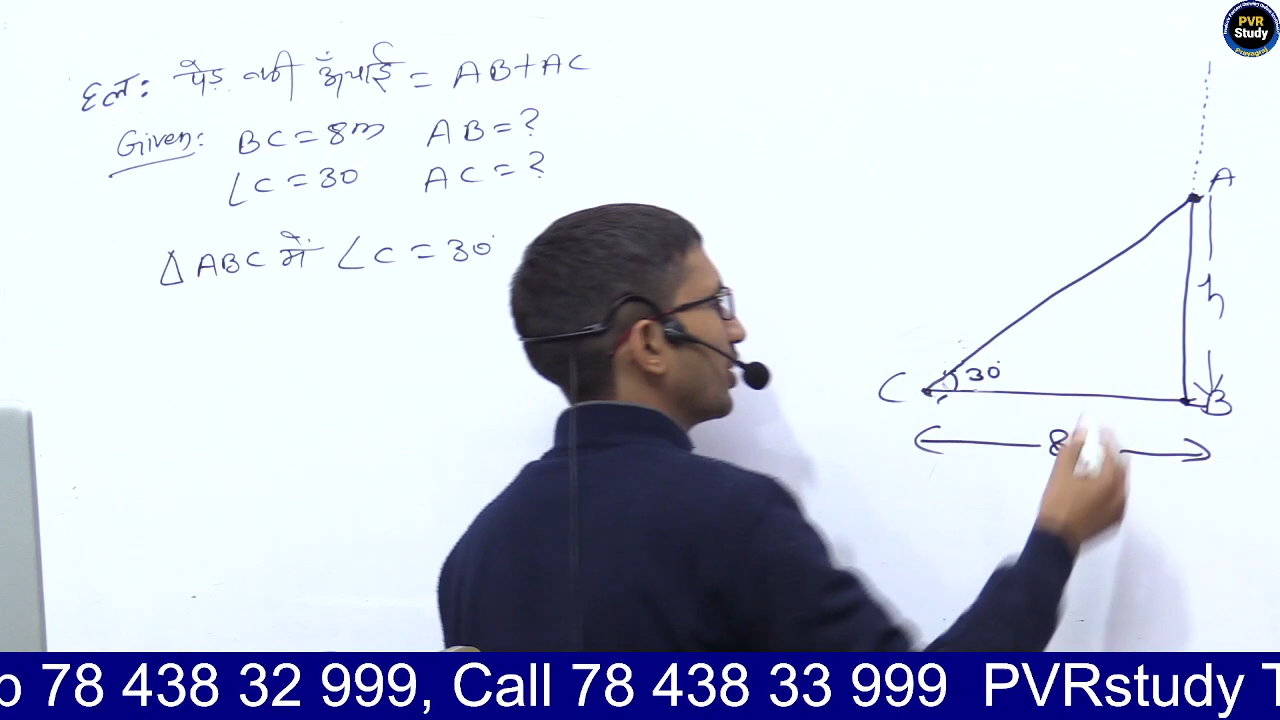 हल: पेड़ की ऊँचाई = AB+AC
Given: BC = 8m AB = ?
∠C = 30 AC = ?
△ ABC में ∠C = 30°
A
h
C 30° B
8
PVR
Study
Prayagraj
p 78 438 32 999, Call 78 438 33 999 PVRstudy T